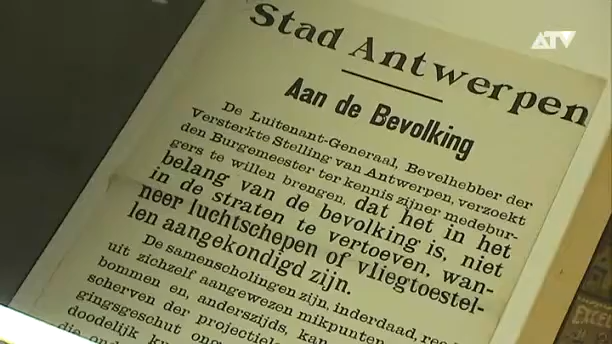 ATV
Stad Antwerpen
Aan de Bevolking
De Luitenant-Generaal, Bevelhebber der
Versterkte Stelling van Antwerpen, verzoekt
den Burgemeester ter kennis zijner medebur-
gers te willen brengen, dat het in het
belang van de bevolking is, niet
in de straten te vertoeven, wan-
neer luchtschepen of vliegtoestel-
len aangekondigd zijn.
De samenscholingen zijn, inderdaad,
uit zichzelf aangewezen mikpunten
bommen en, anderzijds, kan
scherven der projectiel
gingsgeschut
doodelijk
die